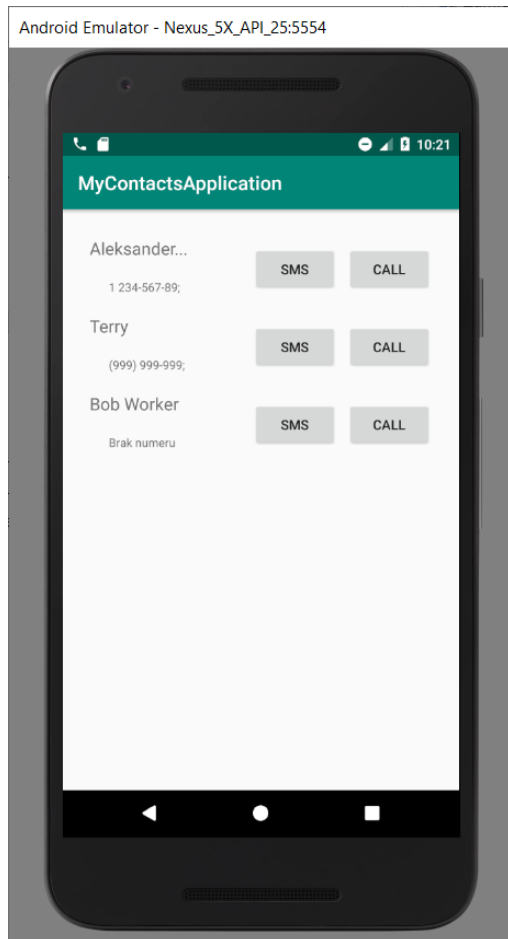 Android Emulator - Nexus_5X_API_25:5554
10:21
MyContactsApplication
Aleksander...
1 234-567-89;
SMS
CALL
Terry
(999) 999-999;
SMS
CALL
Bob Worker
Brak numeru
SMS
CALL